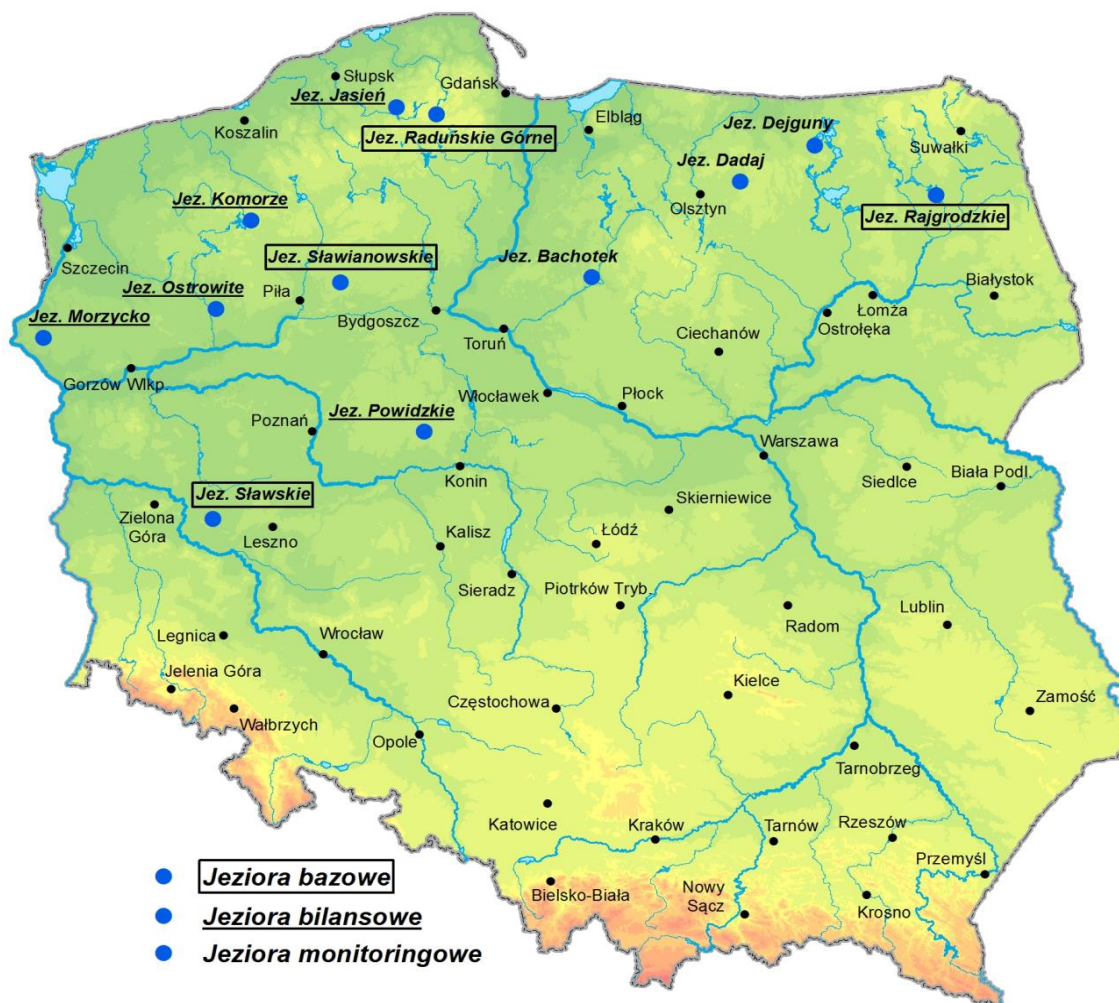 Słupsk
Gdańsk
Jez. Jasień
Koszalin
Jez. Raduńskie Górne
Elbląg
Jez. Dejguny
Suwałki
Jez. Dadaj
Olsztyn
Jez. Komorze
Jez. Rajgrodzkie
Szczecin
Jez. Sławianowskie
Jez. Bachotek
Jez. Ostrowite
Piła
Białystok
Jez. Morzycko
Bydgoszcz
Łomża
Ostrołęka
Toruń
Ciechanów
Gorzów Wlkp.
Włocławek
Płock
Poznań
Jez. Powidzkie
Warszawa
Konin
Siedlce
Biała Podl.
Jez. Sławskie
Skierniewice
Zielona
Góra
Leszno
Kalisz
Łódź
Sieradz
Piotrków Tryb.
Radom
Lublin
Legnica
Wrocław
Jelenia Góra
Kielce
Częstochowa
Zamość
Wałbrzych
Opole
Tarnobrzeg
Katowice
Kraków
Tarnów
Rzeszów
Przemyśl
Jeziora bazowe
Bielsko-Biała
Nowy
Sącz
Krosno
Jeziora bilansowe
Jeziora monitoringowe